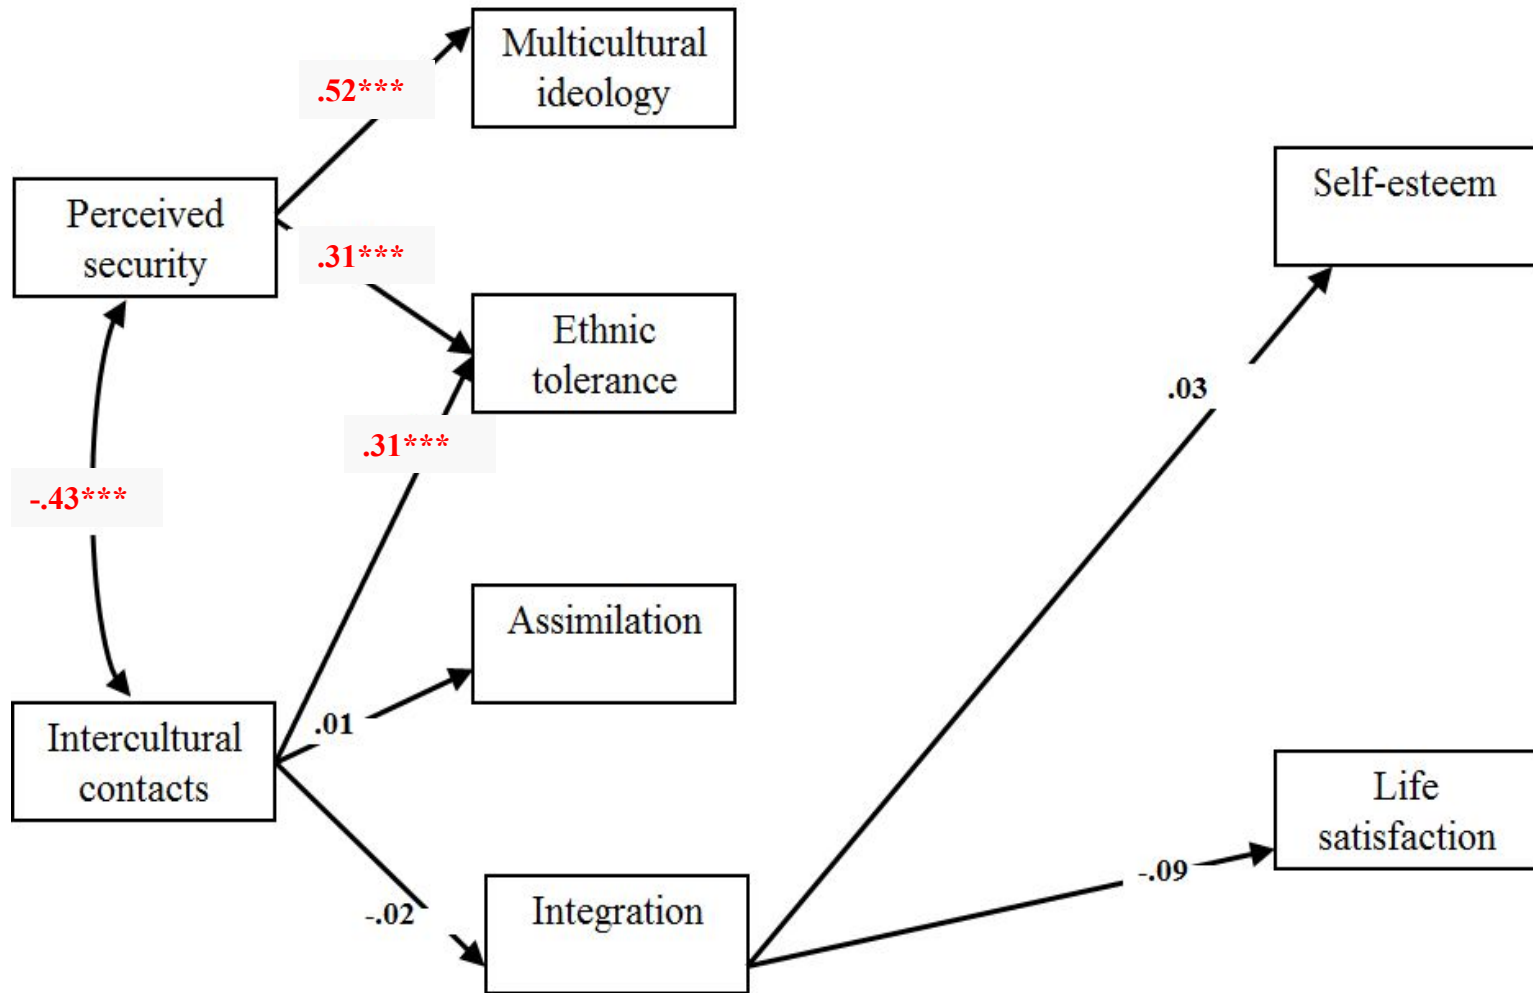 Multicultural
ideology
.52***
Self-esteem
Perceived
security
.31***
Ethnic
tolerance
.03
.31***
-.43***
Assimilation
.01
Intercultural
contacts
Life
satisfaction
-.09
-.02
Integration